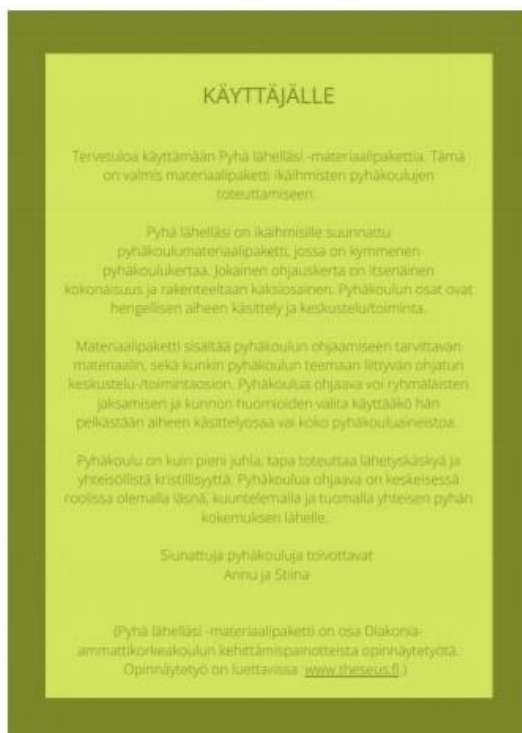 KÄYTTÄJÄLLE
Tervetuloa käyttämään Pyhä lähelläsi -materiaalipakettia. Tämä
on valmis materiaalipaketti ikäihmisten pyhäkoulujen
toteuttamiseen.
Pyhä lähelläsi on ikäihmisille suunnattu
pyhäkoulumateriaalipaketti, jossa on kymmenen
pyhäkoulukertaa. Jokainen ohjauskerta on itsenäinen
kokonaisuus ja rakenteeltaan kaksiosainen. Pyhäkoulun osat ovat
hengellisen aiheen käsittely ja keskustelu/toiminta.
Materiaalipaketti sisältää pyhäkoulun ohjaamiseen tarvittavan
materiaalin, sekä kunkin pyhäkoulun teemaan liittyvän ohjatun
keskustelu-/toimintaosion. Pyhäkoulua ohjaava voi ryhmäläisten
jaksamisen ja kunnon huomioiden valita käyttääkö hän
pelkästään aiheen käsittelyosaa vai koko pyhäkouluaineistoa.
Pyhäkoulu on kuin pieni juhla, tapa toteuttaa lähetyskäskyä ja
yhteisöllistä kristillisyyttä. Pyhäkoulua ohjaava on keskeisessä
roolissa olemalla läsnä, kuuntelemalla ja tuomalla yhteisen pyhän
kokemuksen lähelle.
Siunattuja pyhäkouluja toivottavat
Annu ja Stiina
(Pyhä lähelläsi -materiaalipaketti on osa Diakonia-
ammattikorkeakoulun kehittämispainotteista opinnäytetyötä.
Opinnäytetyö on luettavissa www.theseus.fi.)